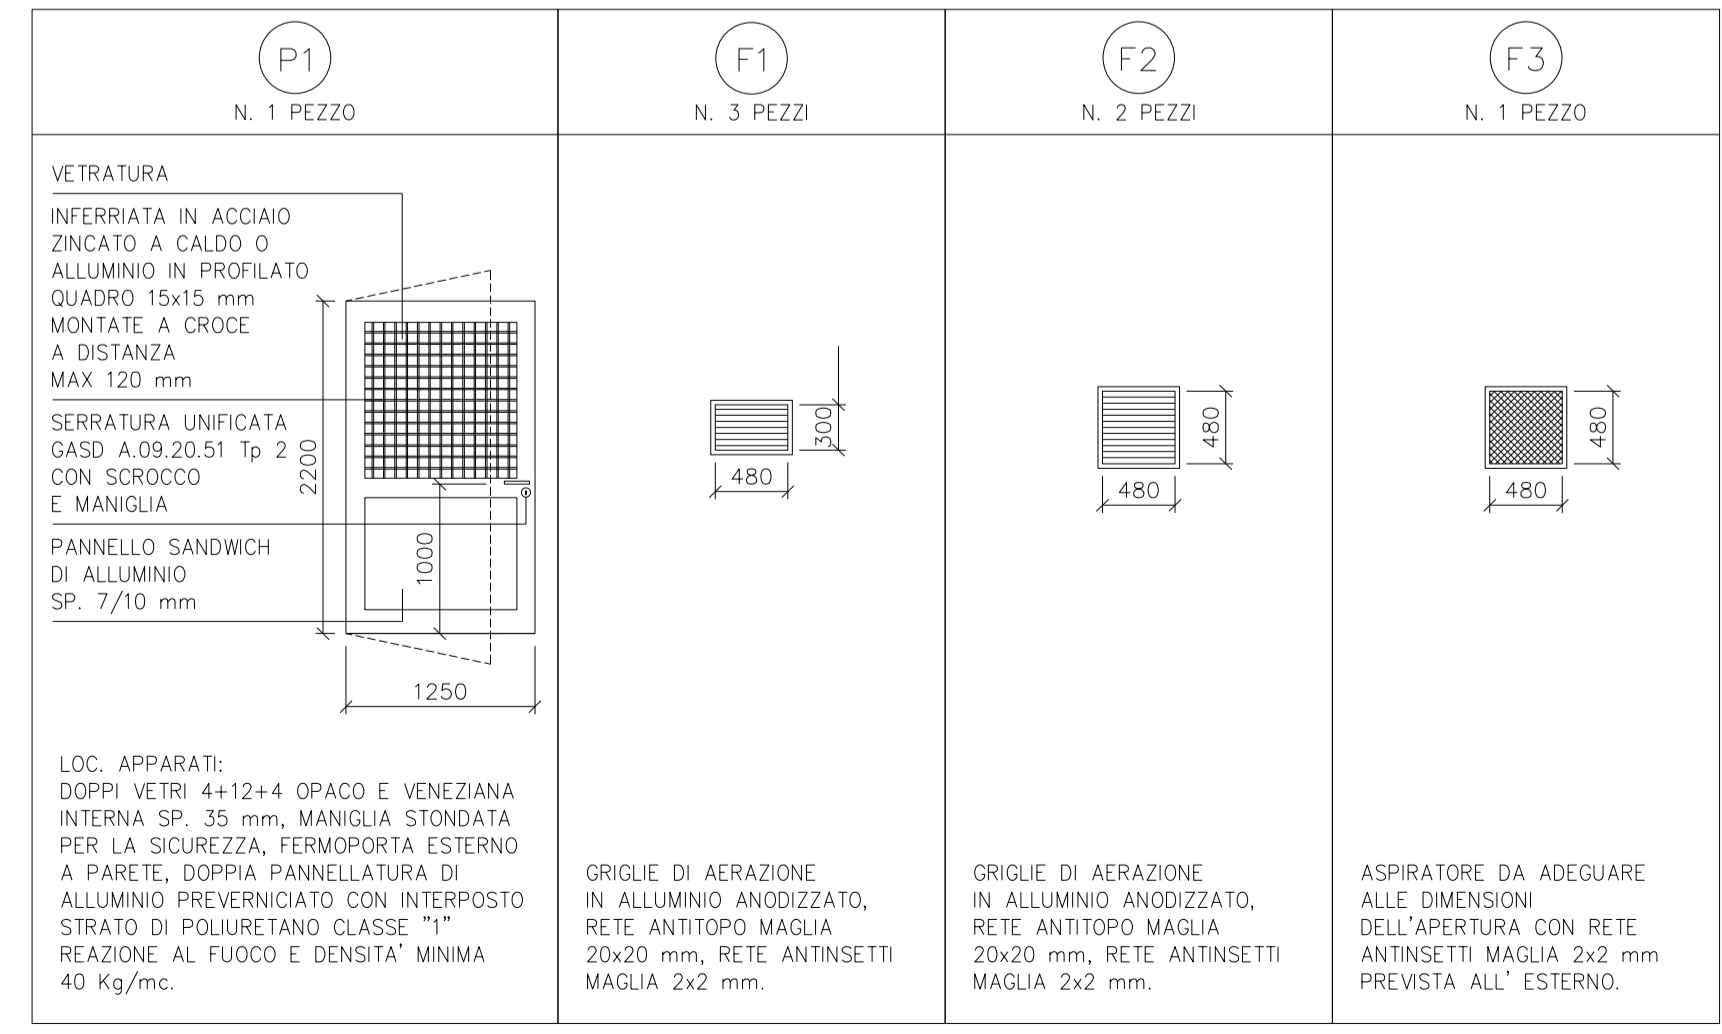 P1
N. 1 PEZZO
VETRATURA
INFERRIATA IN ACCIAIO
ZINCATO A CALDO O
ALLUMINIO IN PROFILATO
QUADRO 15x15 mm
MONTATE A CROCE
A DISTANZA
MAX 120 mm
SERRATURA UNIFICATA
GASD A.09.20.51 Tp 2
CON SCROCCO
E MANIGLIA
PANNELLO SANDWICH
DI ALLUMINIO
SP. 7/10 mm
2200
1000
1250
LOC. APPARATI:
DOPPI VETRI 4+12+4 OPACO E VENEZIANA
INTERNA SP. 35 mm, MANIGLIA STONDATA
PER LA SICUREZZA, FERMOPORTA ESTERNO
A PARETE, DOPPIA PANNELLATURA DI
ALLUMINIO PREVERNICIATO CON INTERPOSTO
STRATO DI POLIURETANO CLASSE "1"
REAZIONE AL FUOCO E DENSITA' MINIMA
40 Kg/mc.
F1
N. 3 PEZZI
300
480
GRIGLIE DI AERAZIONE
IN ALLUMINIO ANODIZZATO,
RETE ANTITOPO MAGLIA
20x20 mm, RETE ANTINSETTI
MAGLIA 2x2 mm.
F2
N. 2 PEZZI
480
480
GRIGLIE DI AERAZIONE
IN ALLUMINIO ANODIZZATO,
RETE ANTITOPO MAGLIA
20x20 mm, RETE ANTINSETTI
MAGLIA 2x2 mm.
F3
N. 1 PEZZO
480
480
ASPIRATORE DA ADEGUARE
ALLE DIMENSIONI
DELL'APERTURA CON RETE
ANTINSETTI MAGLIA 2x2 mm
PREVISTA ALL' ESTERNO.